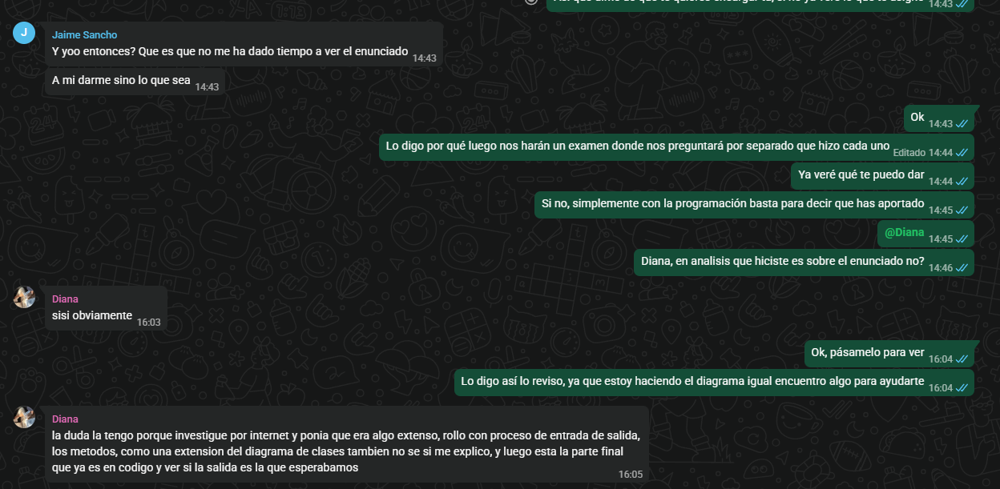 14:43
J
Jaime Sancho
Y yoo entonces? Que es que no me ha dado tiempo a ver el enunciado 14:43
A mi darme sino lo que sea 14:43
Ok 14:43
Lo digo por qué luego nos harán un examen donde nos preguntará por separado que hizo cada uno Editado 14:44
Ya veré qué te puedo dar 14:44
Si no, simplemente con la programación basta para decir que has aportado 14:45
@Diana 14:45
Diana, en analisis que hiciste es sobre el enunciado no? 14:46
Diana
sisi obviamente 16:03
Ok, pásamelo para ver 16:04
Lo digo así lo reviso, ya que estoy haciendo el diagrama igual encuentro algo para ayudarte 16:04
Diana
la duda la tengo porque investigue por internet y ponia que era algo extenso, rollo con proceso de entrada de salida,
los metodos, como una extension del diagrama de clases tambien no se si me explico, y luego esta la parte final
que ya es en codigo y ver si la salida es la que esperabamos
16:05